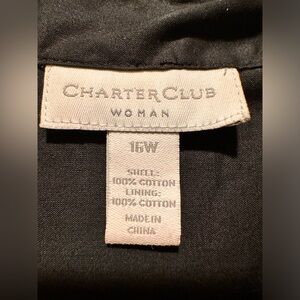 CHARTER CLUB
WOMAN
16W
SHELL:
100% COTTON
LINING:
100% COTTON
MADE IN
CHINA